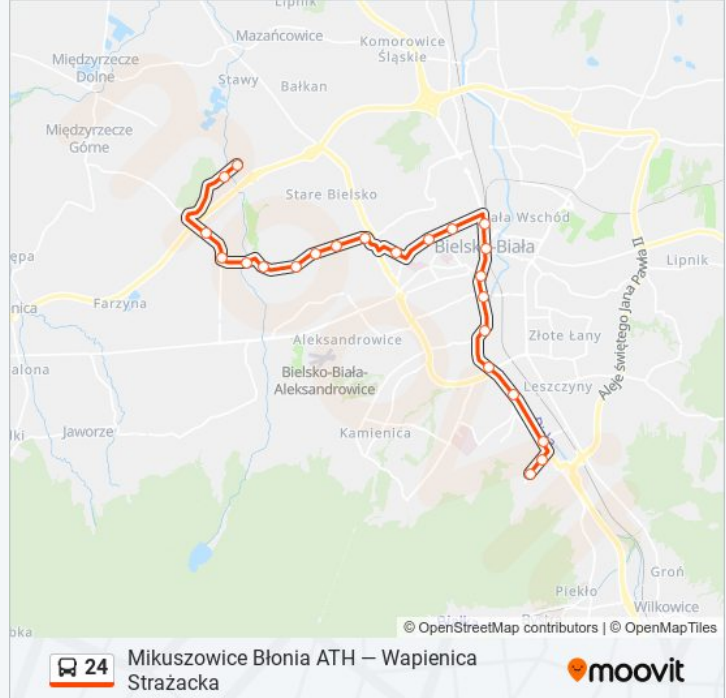 Lipnik
Mazańcowice
Komorowice
Śląskie
Międzyrzecze
Dolne
Stawy
Bałkan
Międzyrzecze
Górne
Stare Bielsko
ała Wschód
Bielsko-Biała
Lipnik
ępa
nica
Farzyna
Aleje świętego Jana Pawła II
Złote Łany
Aleksandrowice
Bielsko-Biała-
Aleksandrowice
alona
Leszczyny
Jaworze
lki
Kamienica
Groń
Piekło
Wilkowice
© OpenStreetMap contributors | © OpenMapTiles
24
Mikuszowice Błonia ATH — Wapienica
Strażacka
moovit